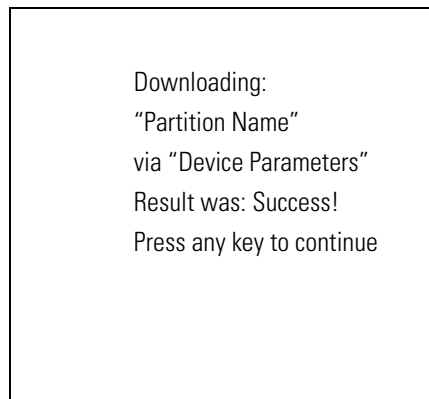 Downloading:
“Partition Name”
via “Device Parameters”
Result was: Success!
Press any key to continue